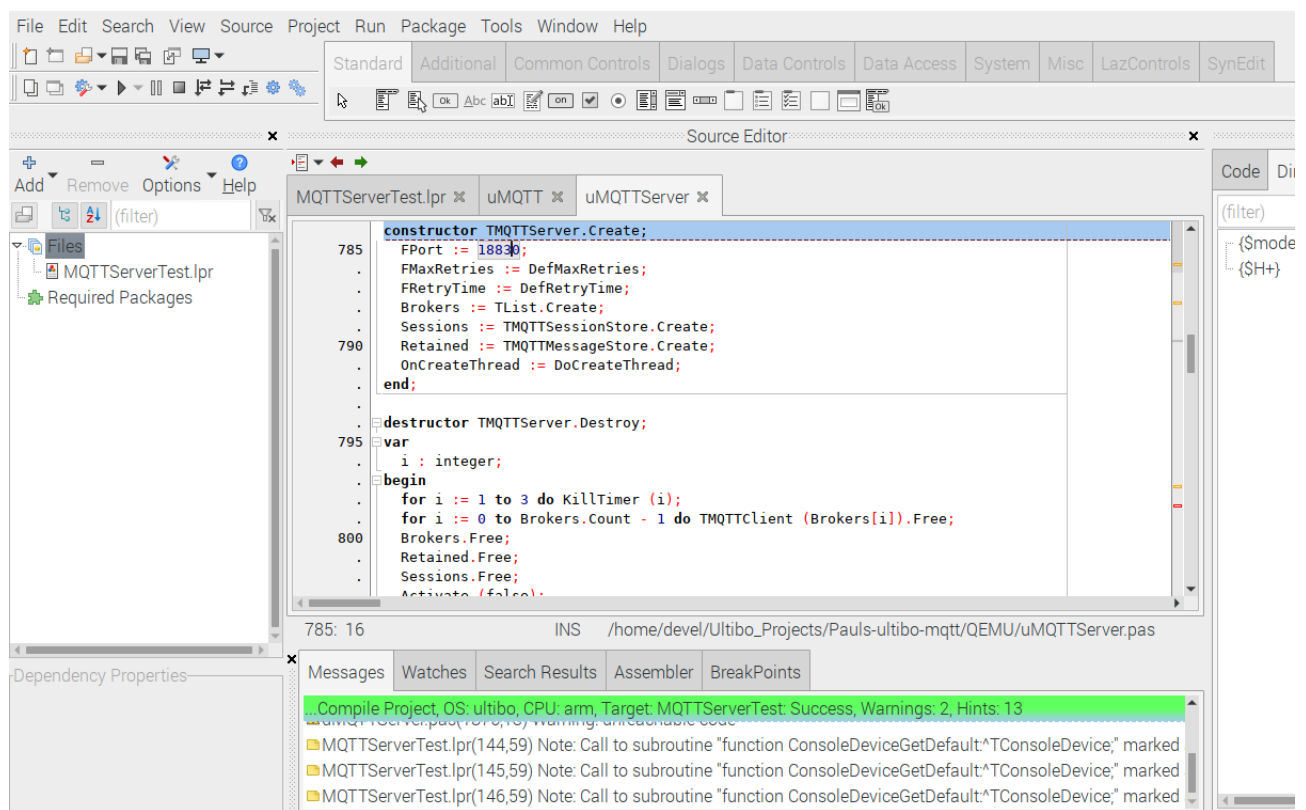 File Edit Search View Source Project Run Package Tools Window Help
Standard Additional Common Controls Dialogs Data Controls Data Access System Misc LazControls SynEdit
Ok Abc abI on Ok
Source Editor
Add Remove Options Help
(filter)
Files
MQTTServerTest.lpr
Required Packages
Dependency Properties
MQTTServerTest.lpr uMQTT uMQTTServer
constructor TMQTTServer.Create;
785 FPort := 18830;
. FMaxRetries := DefMaxRetries;
. FRetryTime := DefRetryTime;
. Brokers := TList.Create;
. Sessions := TMQTTSessionStore.Create;
790 Retained := TMQTTMessageStore.Create;
. OnCreateThread := DoCreateThread;
. end;
.
. destructor TMQTTServer.Destroy;
795 var
. i : integer;
. begin
. for i := 1 to 3 do KillTimer (i);
. for i := 0 to Brokers.Count - 1 do TMQTTClient (Brokers[i]).Free;
800 Brokers.Free;
. Retained.Free;
. Sessions.Free;
Activate (false);
785: 16 INS /home/devel/Ultibo_Projects/Pauls-ultibo-mqtt/QEMU/uMQTTServer.pas
Messages Watches Search Results Assembler BreakPoints
...Compile Project, OS: ultibo, CPU: arm, Target: MQTTServerTest: Success, Warnings: 2, Hints: 13
MQTTServerTest.lpr(144,59) Note: Call to subroutine "function ConsoleDeviceGetDefault:^TConsoleDevice;" marked
MQTTServerTest.lpr(145,59) Note: Call to subroutine "function ConsoleDeviceGetDefault:^TConsoleDevice;" marked
MQTTServerTest.lpr(146,59) Note: Call to subroutine "function ConsoleDeviceGetDefault:^TConsoleDevice;" marked
Code Dir
(filter)
{$mode
{$H+}